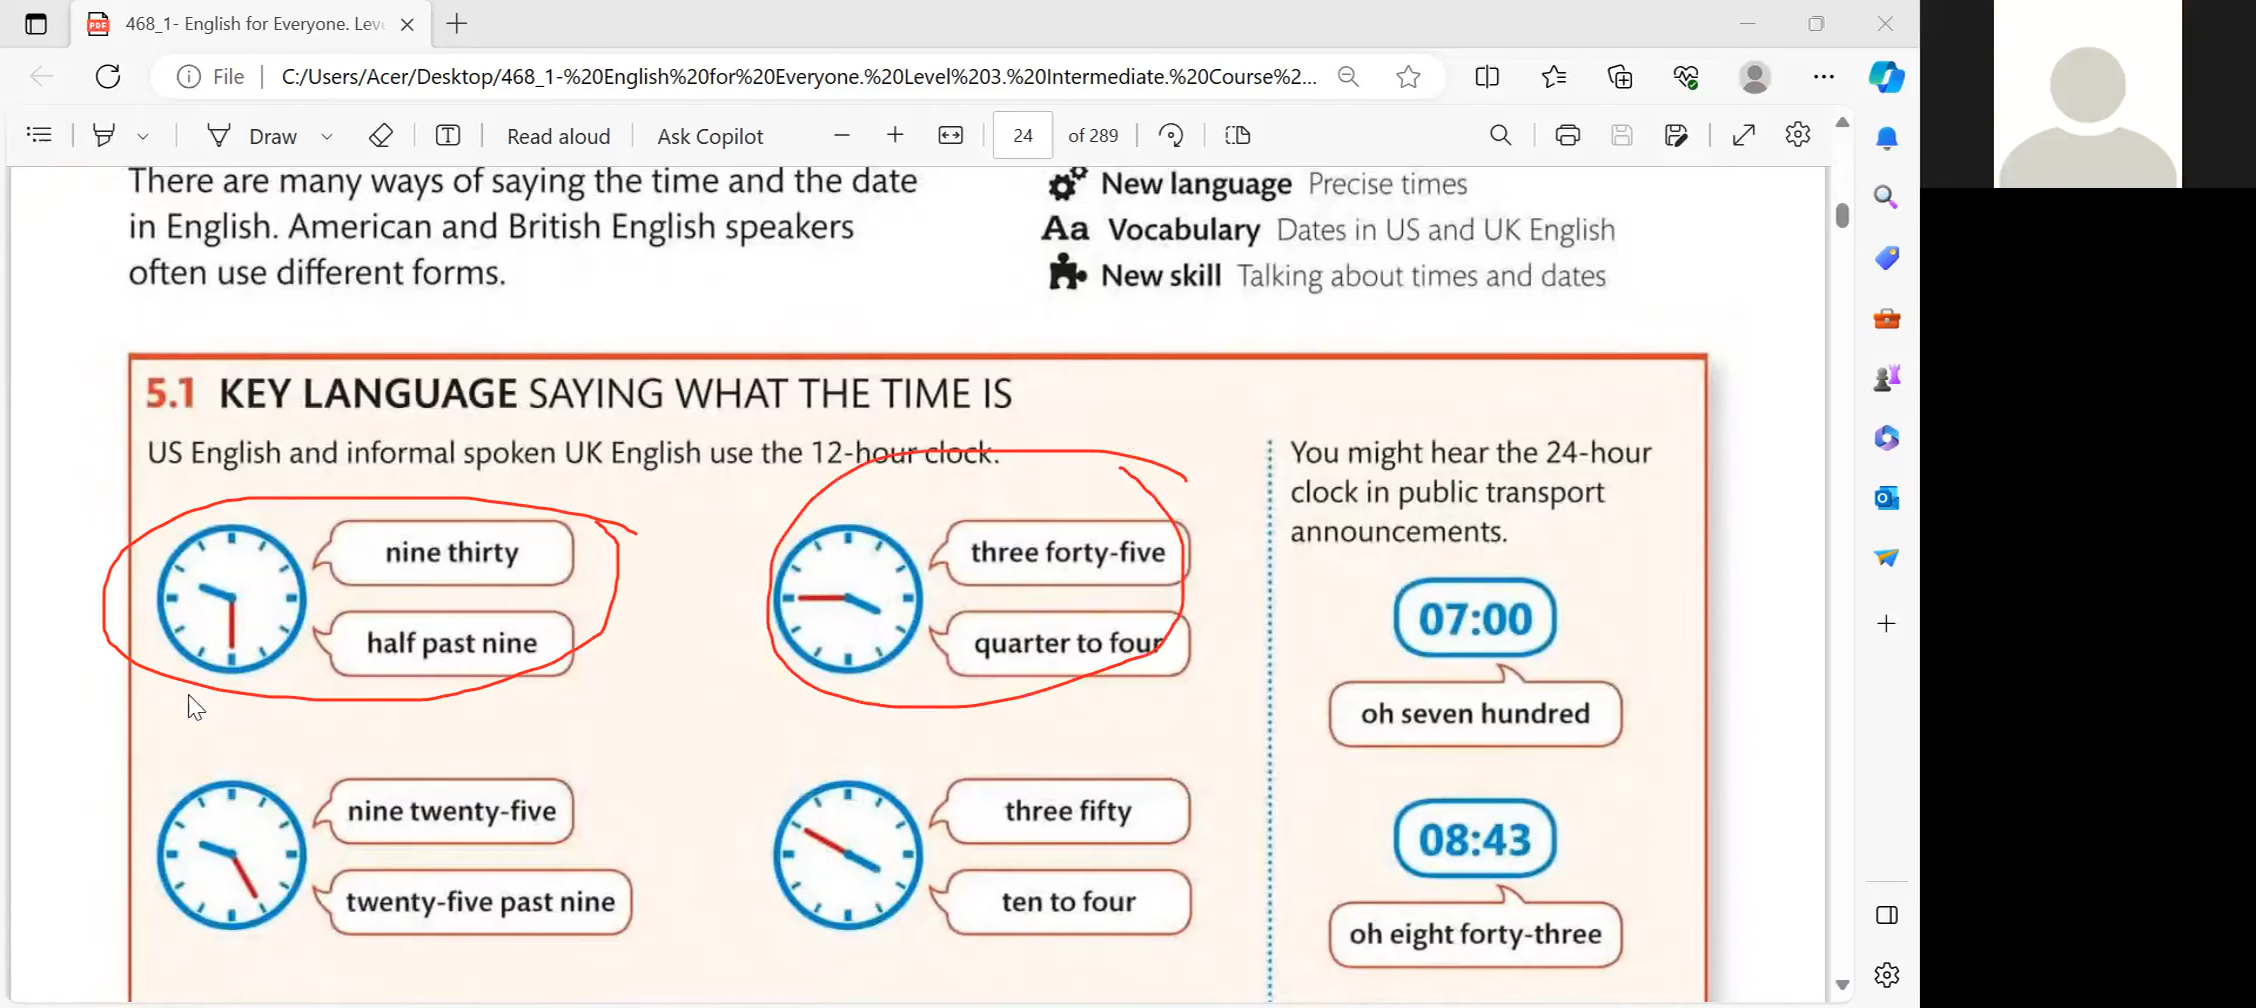 468_1- English for Everyone. Leve
File
C:/Users/Acer/Desktop/468_1-%20English%20for%20Everyone.%20Level%203.%20Intermediate.%20Course%2...
Draw
Read aloud
Ask Copilot
24
of 289
There are many ways of saying the time and the date
in English. American and British English speakers
often use different forms.
New language Precise times
Aa Vocabulary Dates in US and UK English
New skill Talking about times and dates
5.1 KEY LANGUAGE SAYING WHAT THE TIME IS
US English and informal spoken UK English use the 12-hour clock.
nine thirty
half past nine
three forty-five
quarter to four
nine twenty-five
twenty-five past nine
three fifty
ten to four
You might hear the 24-hour
clock in public transport
announcements.
07:00
oh seven hundred
08:43
oh eight forty-three